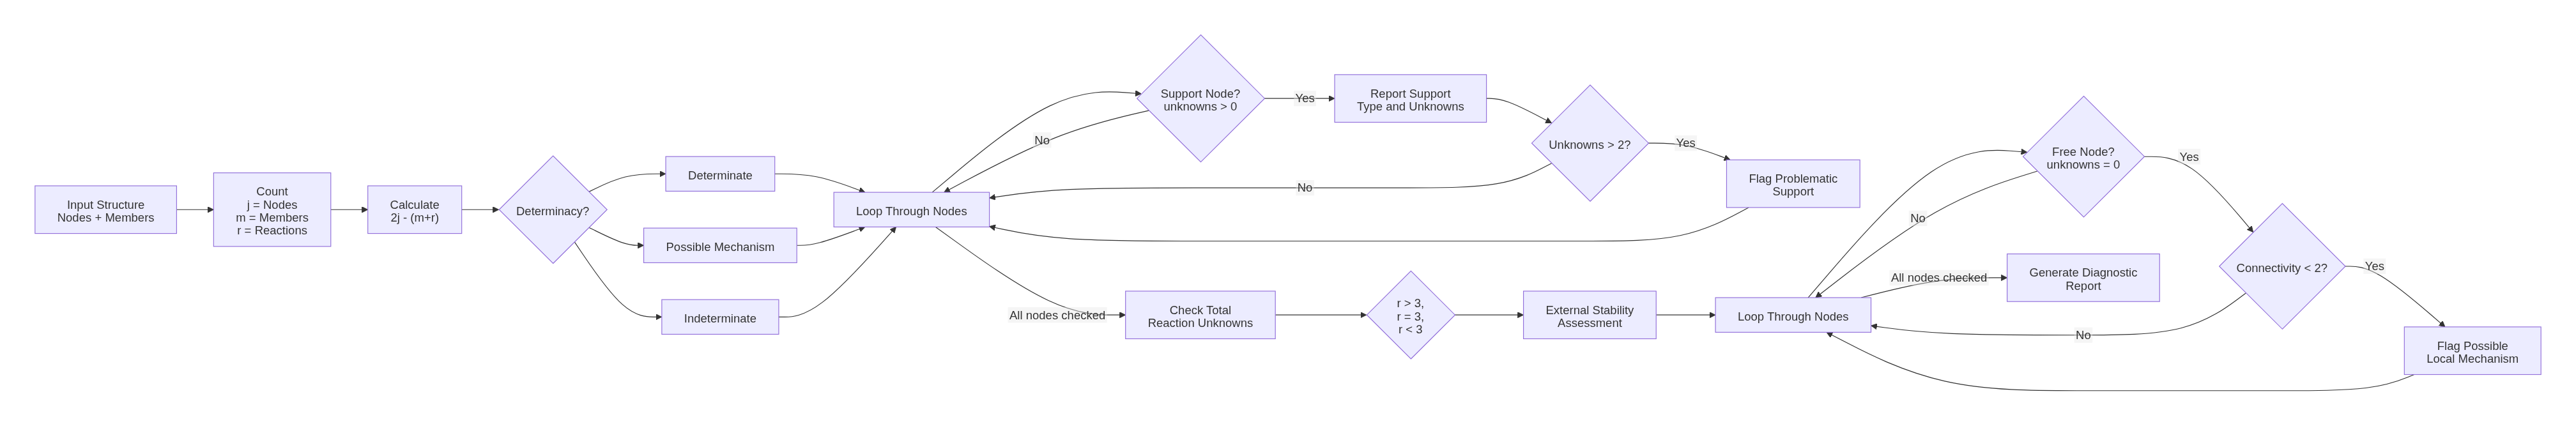 Input Structure
Nodes + Members
Count
j = Nodes
m = Members
r = Reactions
Calculate
2j - (m+r)
Determinacy?
Determinate
Possible Mechanism
Indeterminate
Loop Through Nodes
No
All nodes checked
Support Node?
unknowns > 0
Yes
Report Support
Type and Unknowns
No
Unknowns > 2?
Yes
Flag Problematic
Support
Check Total
Reaction Unknowns
r > 3,
r = 3,
r < 3
External Stability
Assessment
Loop Through Nodes
No
All nodes checked
Free Node?
unknowns = 0
Yes
Generate Diagnostic
Report
No
Connectivity < 2?
Yes
Flag Possible
Local Mechanism